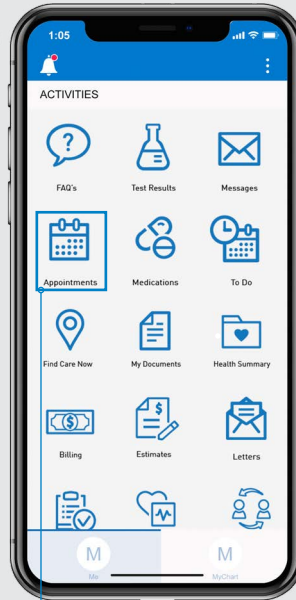 1:05
ACTIVITIES
FAQ's Test Results Messages
Appointments Medications To Do
Find Care Now My Documents Health Summary
Billing Estimates Letters
M M
Mai MyChart